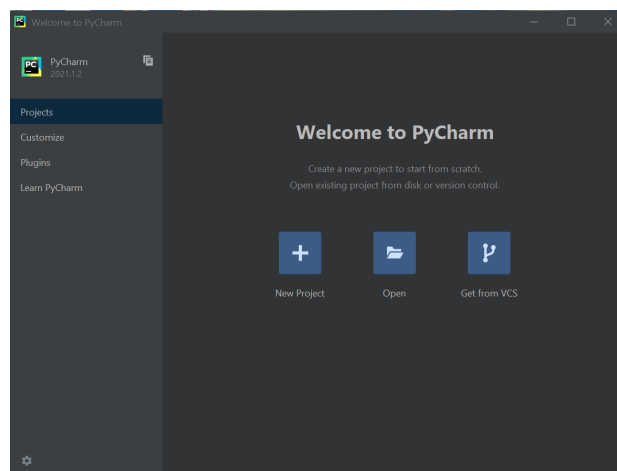 Welcome to PyCharm
PC
PyCharm
2021.1.2
Projects
Customize
Plugins
Learn PyCharm
Welcome to PyCharm
Create a new project to start from scratch.
Open existing project from disk or version control.
New Project
Open
Get from VCS